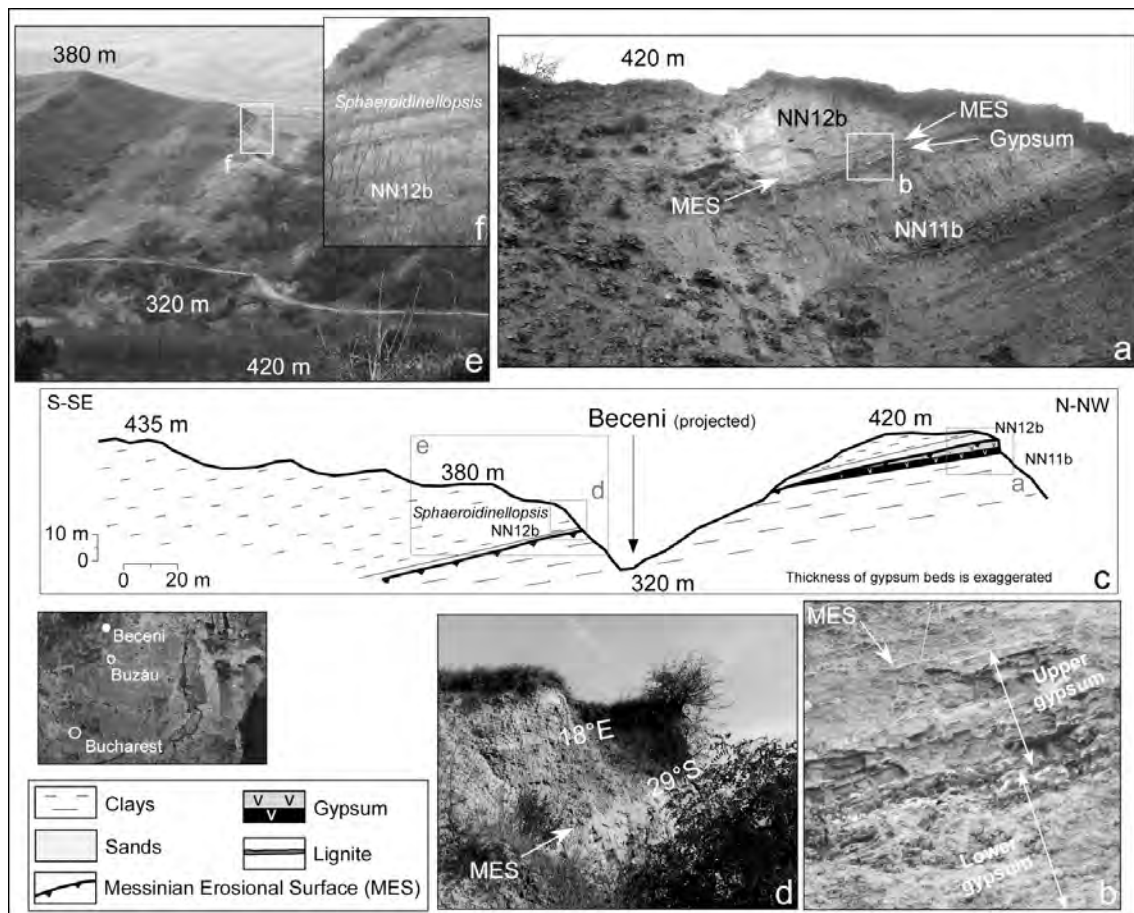 380 m
Sphaeroidinellopsis
NN12b
f
f
320 m
420 m
e
420 m
NN12b
MES
Gypsum
b
MES
NN11b
a
S-SE
N-NW
435 m
Beceni (projected)
420 m
NN12b
e
380 m
NN11b
d
a
Sphaeroidinellopsis
NN12b
10 m
0
0 20 m
320 m
Thickness of gypsum beds is exaggerated
c
Beceni
Buzău
Bucharest
Clays
V V
V
Gypsum
Sands
Lignite
Messinian Erosional Surface (MES)
18°E
29°S
MES
d
MES
Upper
gypsum
Lower
gypsum
b